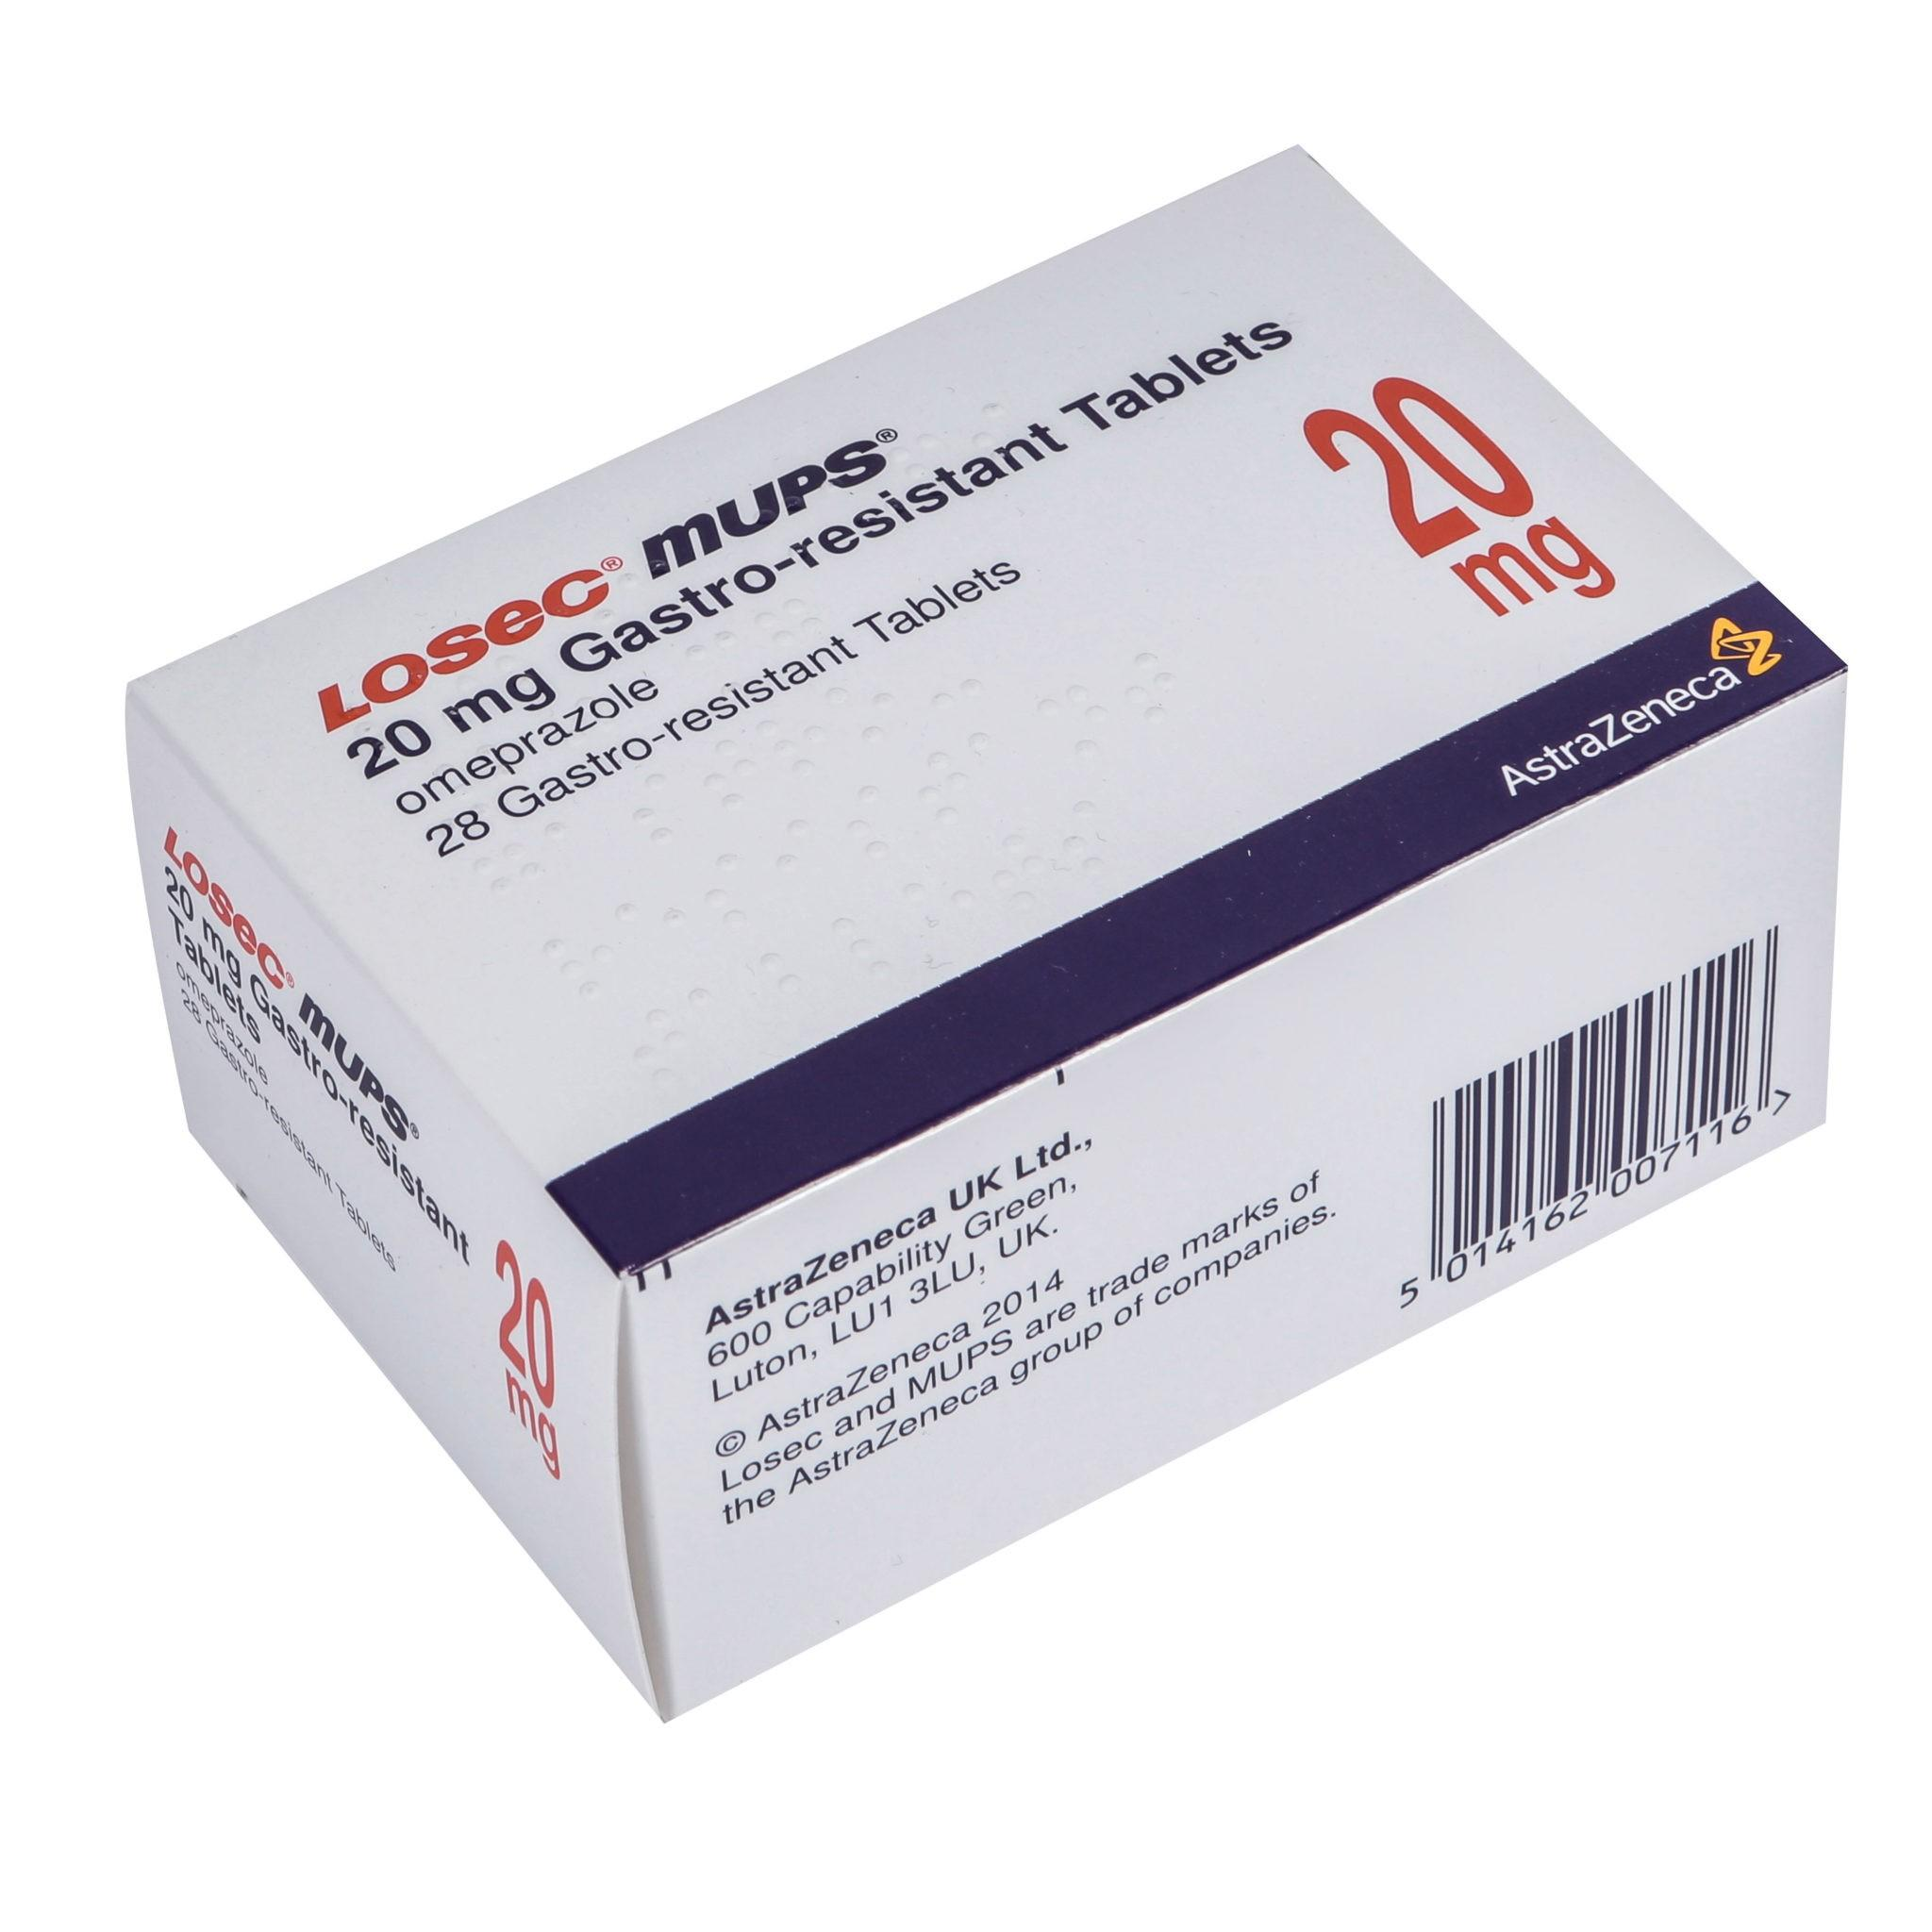 Losec® MUPS®
20 mg Gastro-resistant Tablets
omeprazole
28 Gastro-resistant Tablets
20
mg
AstraZeneca
Losec® MUPS®
20 mg Gastro-resistant
Tablets
omeprazole
28 Gastro-resistant Tablets
20
mg
AstraZeneca UK Ltd.,
600 Capability Green,
Luton, LU1 3LU, UK.
© AstraZeneca 2014
Losec and MUPS are trade marks of
the AstraZeneca group of companies.
5 014162 007116 >